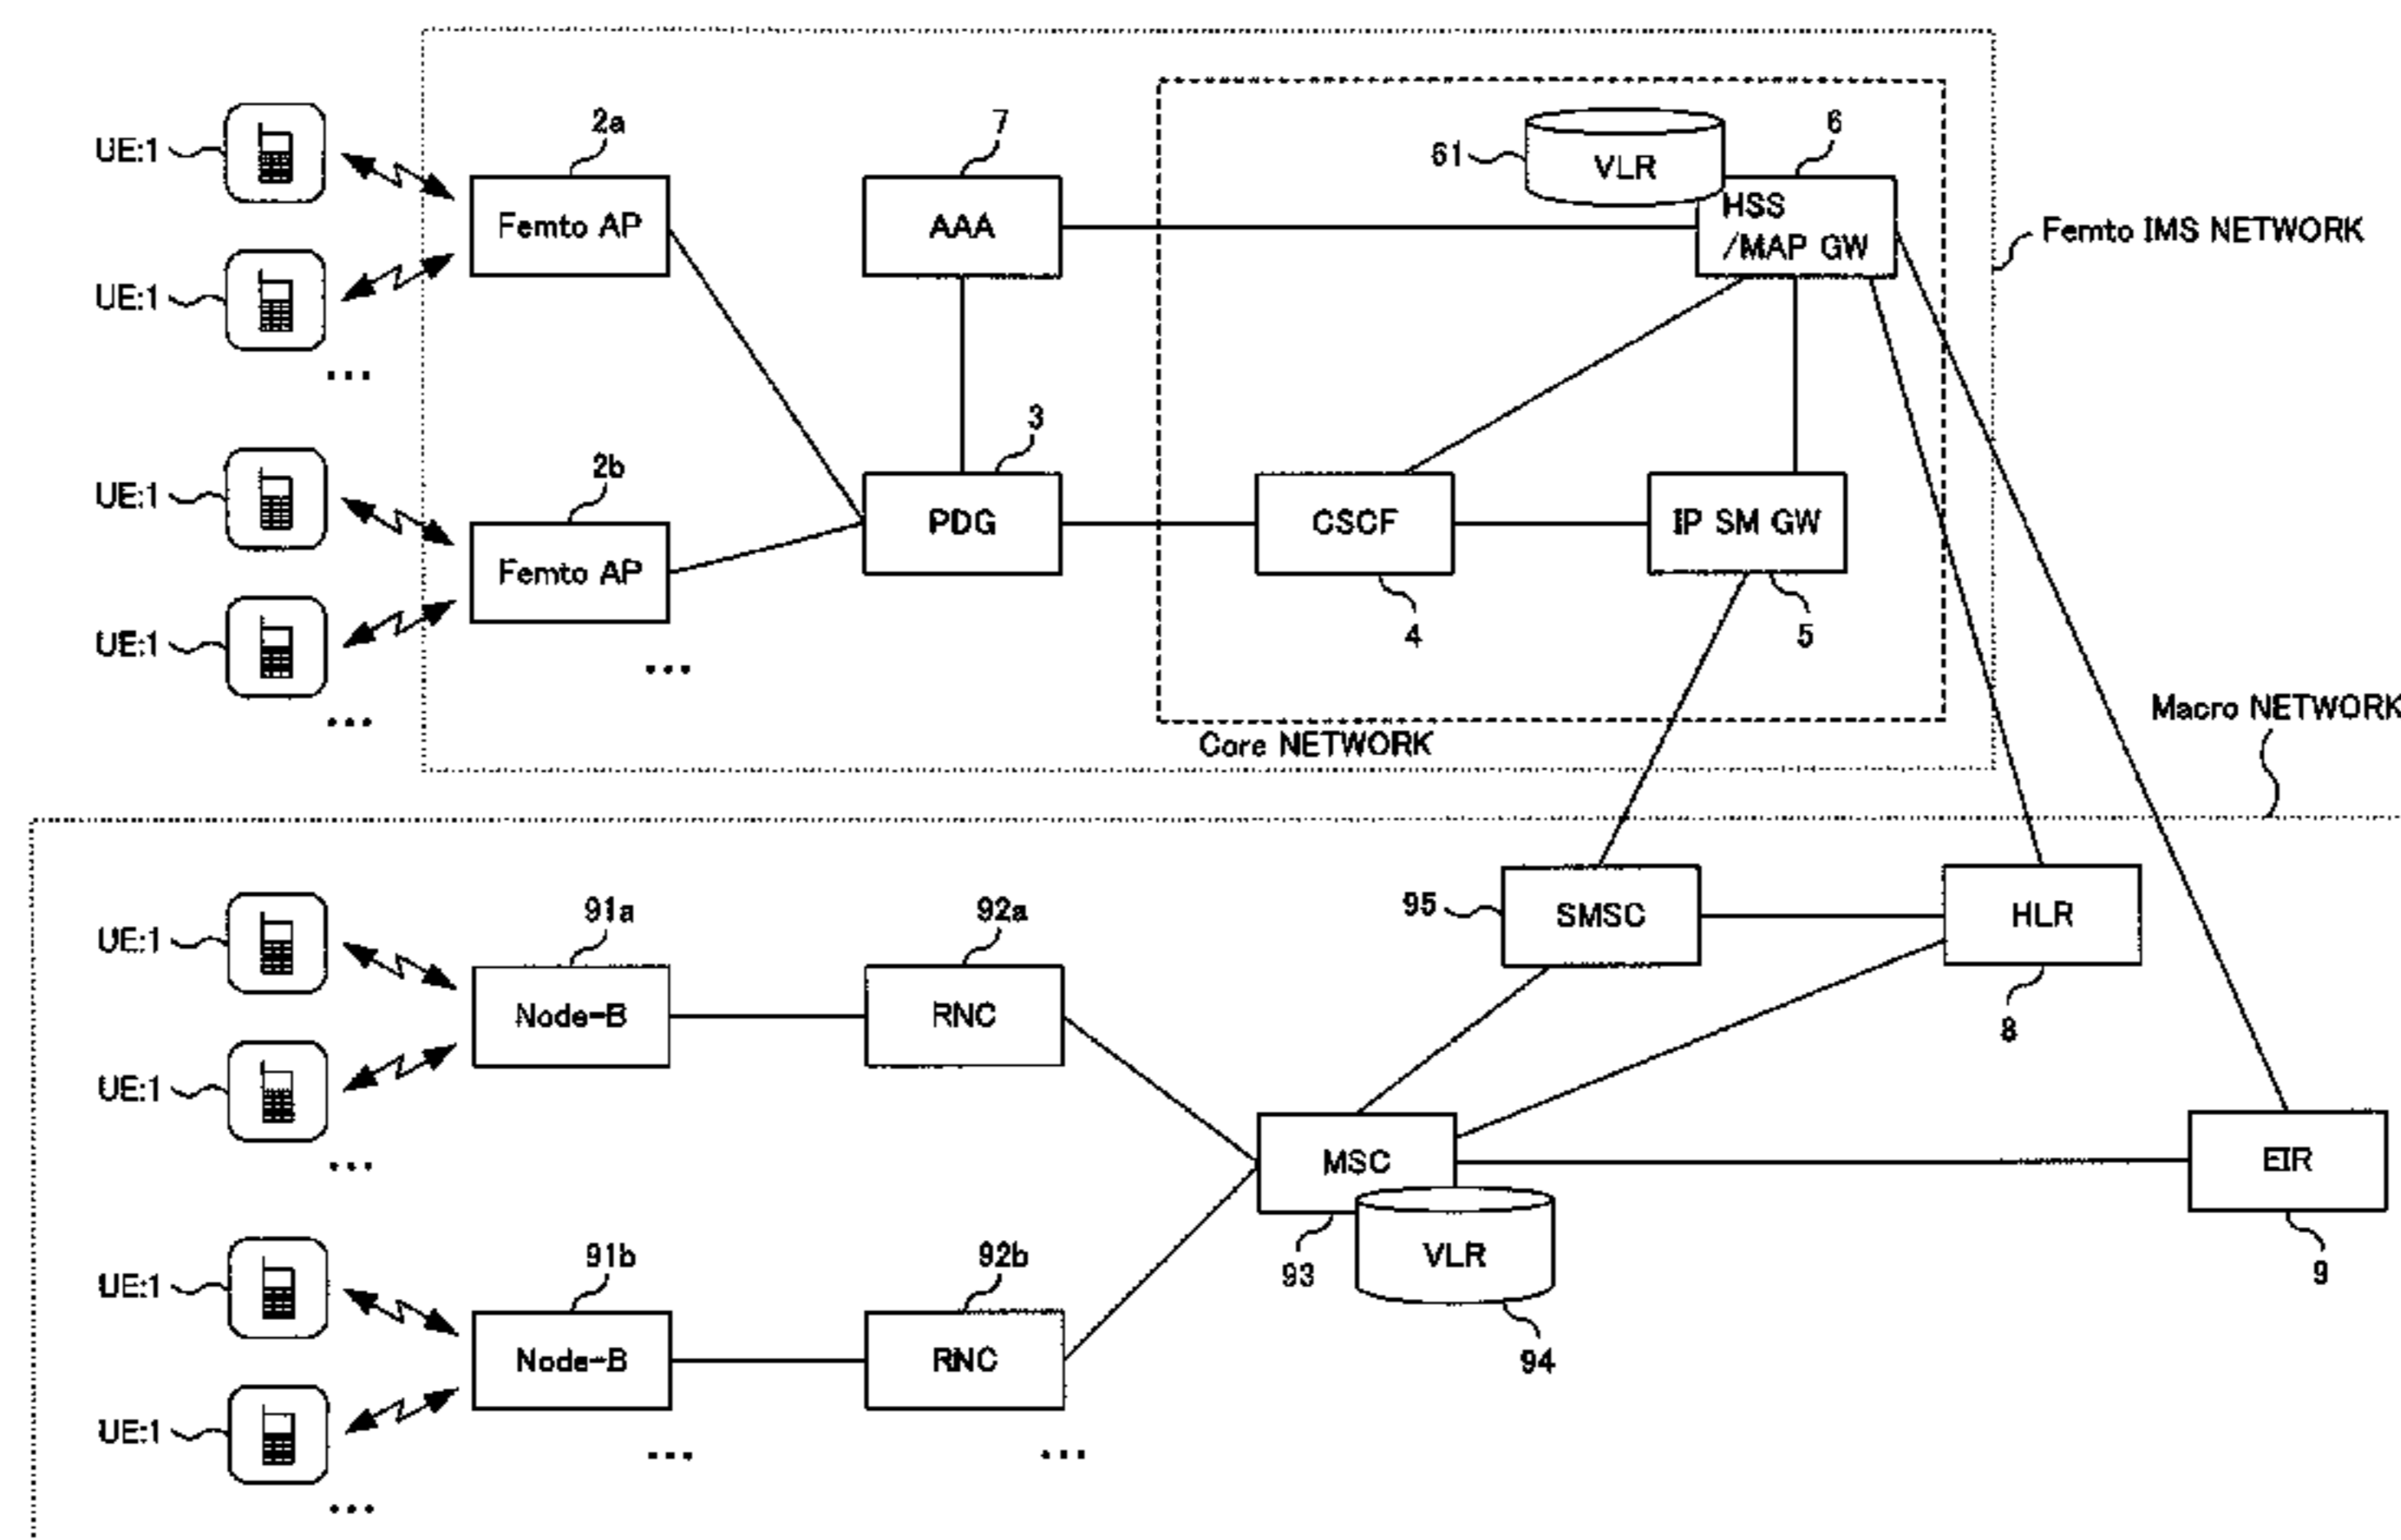 2a
7
6
UE:1
61
VLR
HSS
/MAP GW
Femto AP
AAA
Femto IMS NETWORK
UE:1
...
3
2b
UE:1
PDG
CSCF
IP SM GW
Femto AP
4
5
UE:1
...
...
Macro NETWORK
Core NETWORK
91a
92a
95
SMSC
HLR
UE:1
Node-B
RNC
8
UE:1
...
MSC
EIR
91b
92b
93
VLR
9
UE:1
Node-B
RNC
94
UE:1
...
...
...